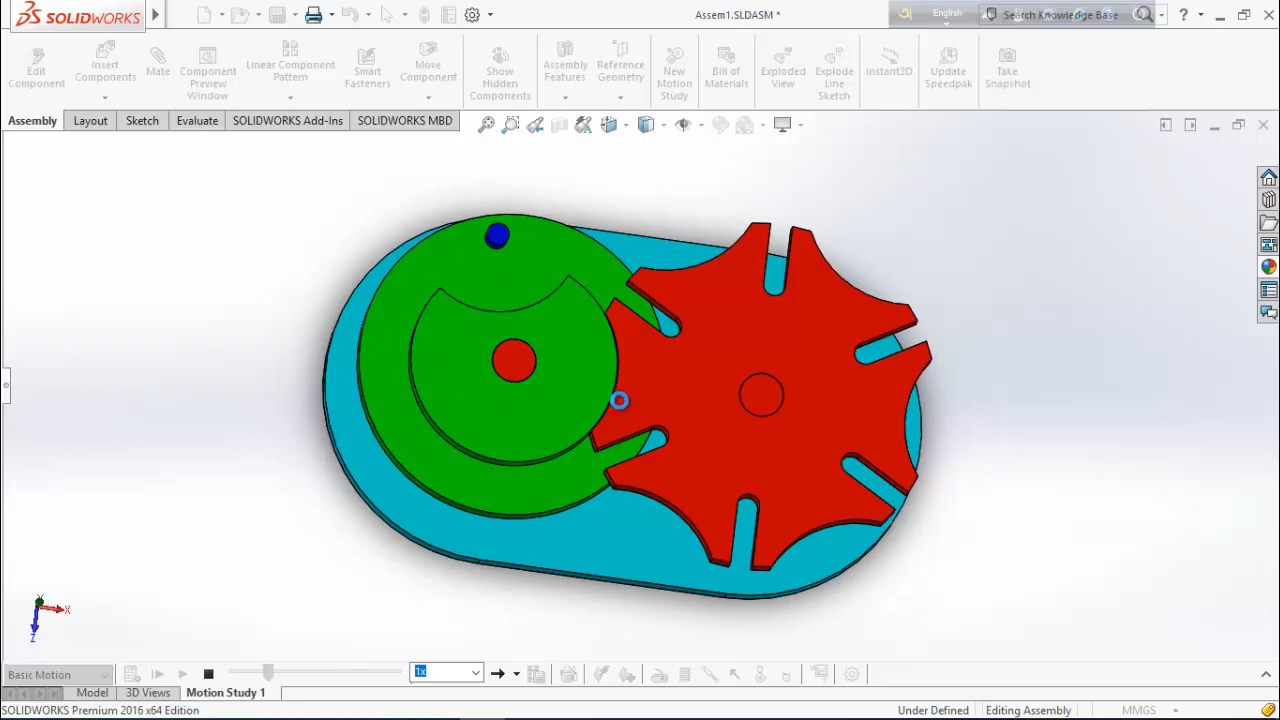 SOLIDWORKS
Assem1.SLDASM *
English
Search Knowledge Base
?
Edit Component
Insert Components
Mate
Component Preview Window
Linear Component Pattern
Smart Fasteners
Move Component
Show Hidden Components
Assembly Features
Reference Geometry
New Motion Study
Bill of Materials
Exploded View
Explode Line Sketch
Instant3D
Update Speedpak
Take Snapshot
Assembly
Layout
Sketch
Evaluate
SOLIDWORKS Add-Ins
SOLIDWORKS MBD
X
Z
Basic Motion
1x
Model
3D Views
Motion Study 1
SOLIDWORKS Premium 2016 x64 Edition
Under Defined
Editing Assembly
MMGS